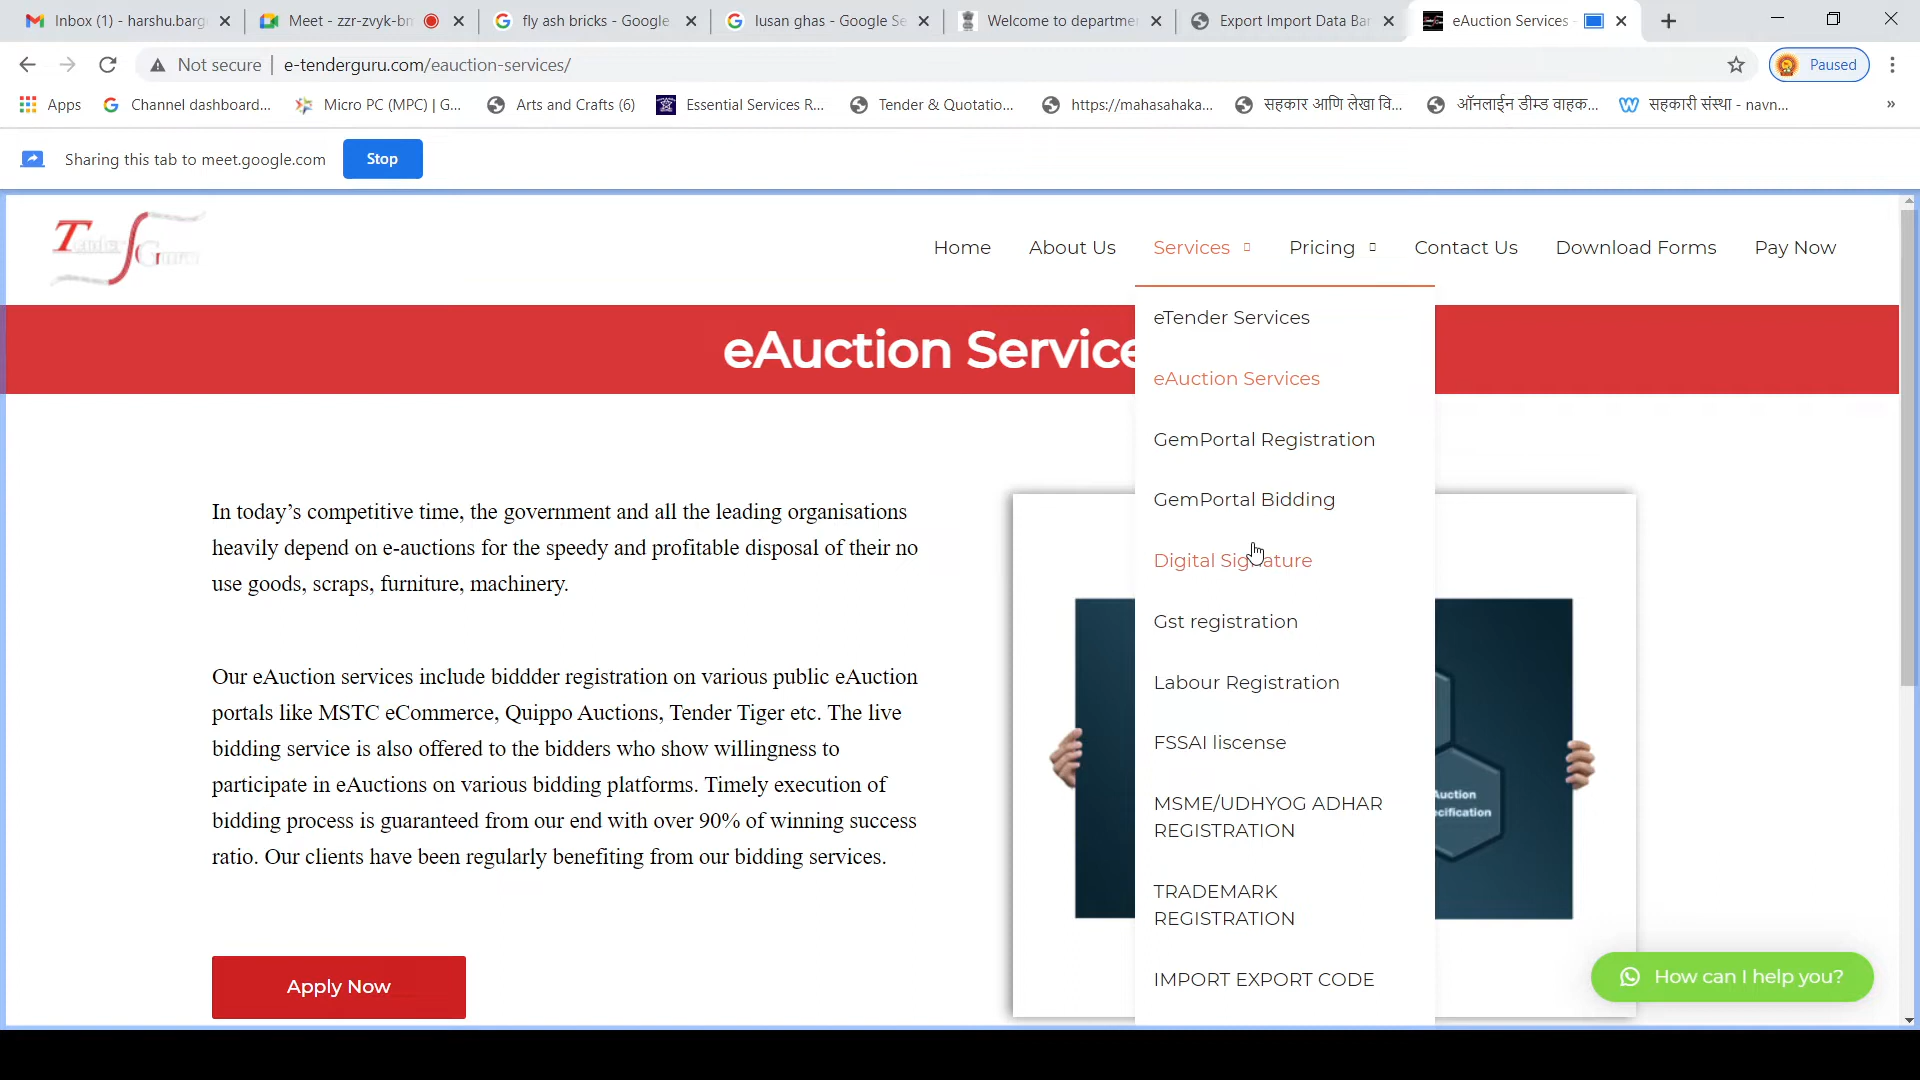 Inbox (1) - harshu.barg
Meet - zzr-zvyk-bn
fly ash bricks - Google
lusan ghas - Google Se
Welcome to departme
Export Import Data Ban
eAuction Services
Not secure
e-tenderguru.com/eauction-services/
Paused
Apps
Channel dashboard...
Micro PC (MPC) | G...
Arts and Crafts (6)
Essential Services R...
Tender & Quotatio...
https://mahasahaka...
सहकार आणि लेखा वि...
ऑनलाईन डीम्ड वाहक...
सहकारी संस्था - navn...
»
Sharing this tab to meet.google.com
Stop
Tender Guru
Home
About Us
Services
Pricing
Contact Us
Download Forms
Pay Now
eAuction Service
eTender Services
eAuction Services
GemPortal Registration
GemPortal Bidding
Digital Signature
Gst registration
Labour Registration
FSSAI liscense
MSME/UDHYOG ADHAR
REGISTRATION
TRADEMARK
REGISTRATION
IMPORT EXPORT CODE
In today’s competitive time, the government and all the leading organisations
heavily depend on e-auctions for the speedy and profitable disposal of their no
use goods, scraps, furniture, machinery.
Our eAuction services include biddder registration on various public eAuction
portals like MSTC eCommerce, Quippo Auctions, Tender Tiger etc. The live
bidding service is also offered to the bidders who show willingness to
participate in eAuctions on various bidding platforms. Timely execution of
bidding process is guaranteed from our end with over 90% of winning success
ratio. Our clients have been regularly benefiting from our bidding services.
Apply Now
Auction
ecification
How can I help you?